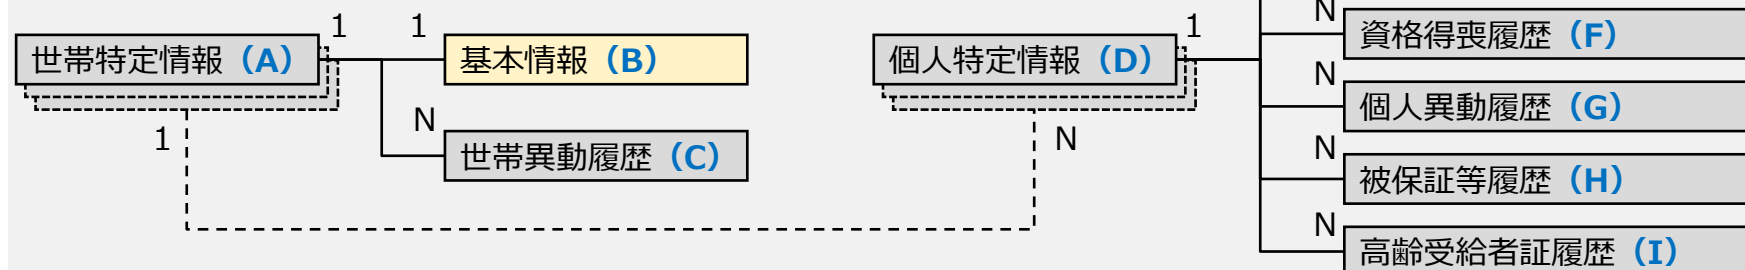 世帯特定情報（A）
1
1
基本情報（B）
N
世帯異動履歴（C）
1
個人特定情報（D）
1
N
N
資格得喪履歴（F）
N
個人異動履歴（G）
N
被保証等履歴（H）
N
高齢受給者証履歴（I）